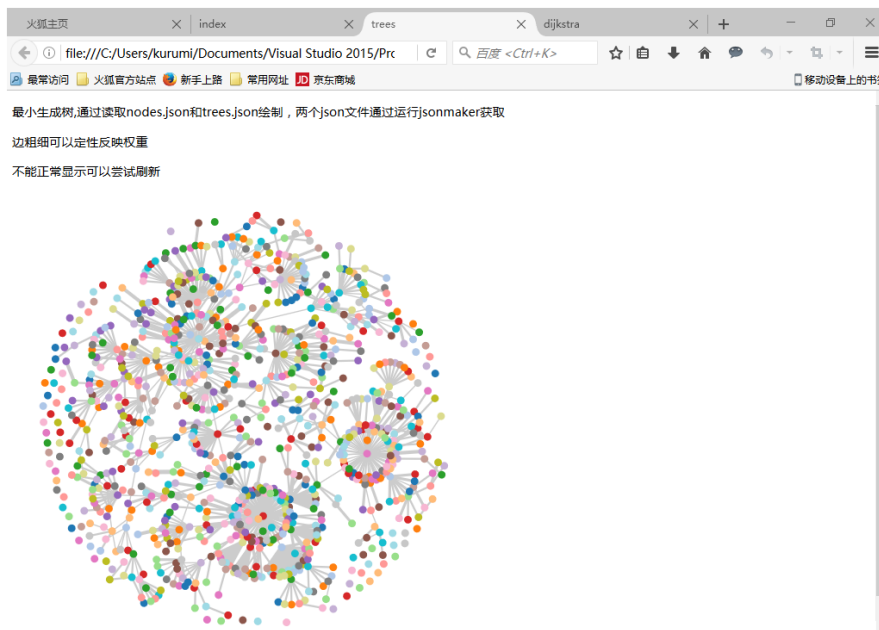 火狐主页 index trees dijkstra
file:///C:/Users/kurumi/Documents/Visual Studio 2015/Prc 百度 <Ctrl+K>
最常访问 火狐官方站点 新手上路 常用网址 JD 京东商城 移动设备上的书
最小生成树,通过读取nodes.json和trees.json绘制，两个json文件通过运行jsonmaker获取
边粗细可以定性反映权重
不能正常显示可以尝试刷新